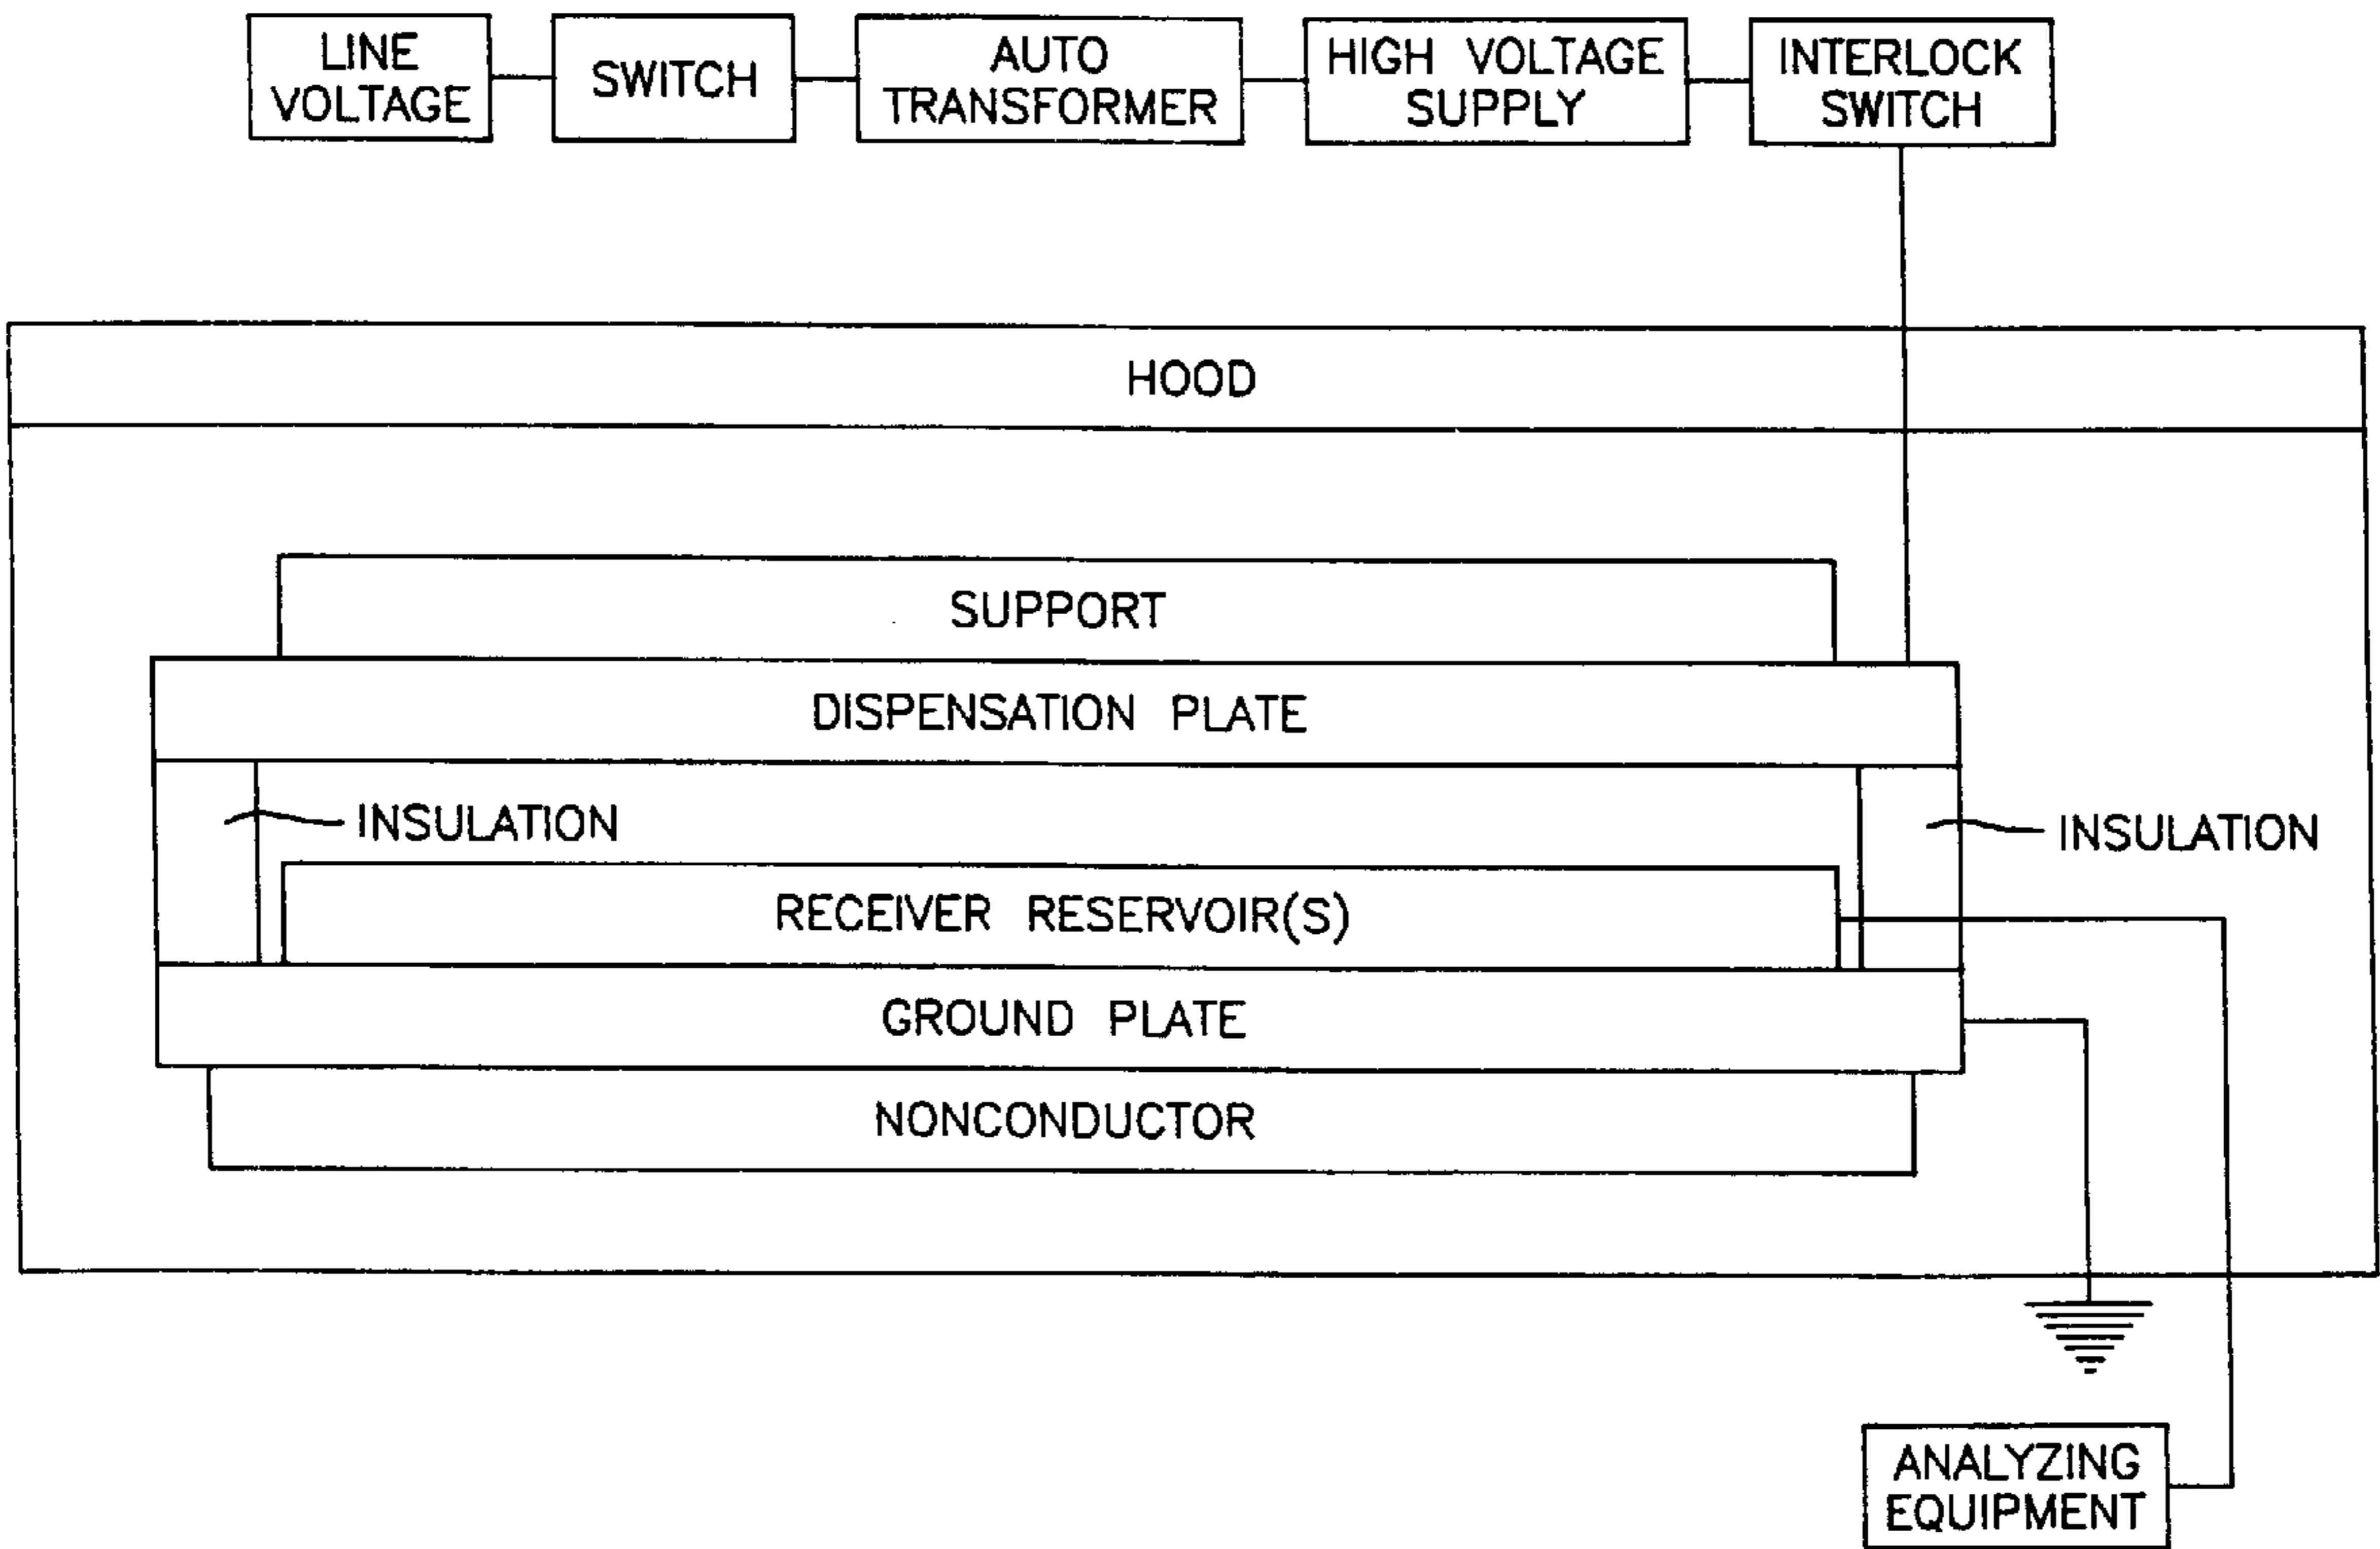 LINE
VOLTAGE
SWITCH
AUTO
TRANSFORMER
HIGH VOLTAGE
SUPPLY
INTERLOCK
SWITCH
HOOD
SUPPORT
DISPENSATION PLATE
INSULATION
INSULATION
RECEIVER RESERVOIR(S)
GROUND PLATE
NONCONDUCTOR
ANALYZING
EQUIPMENT